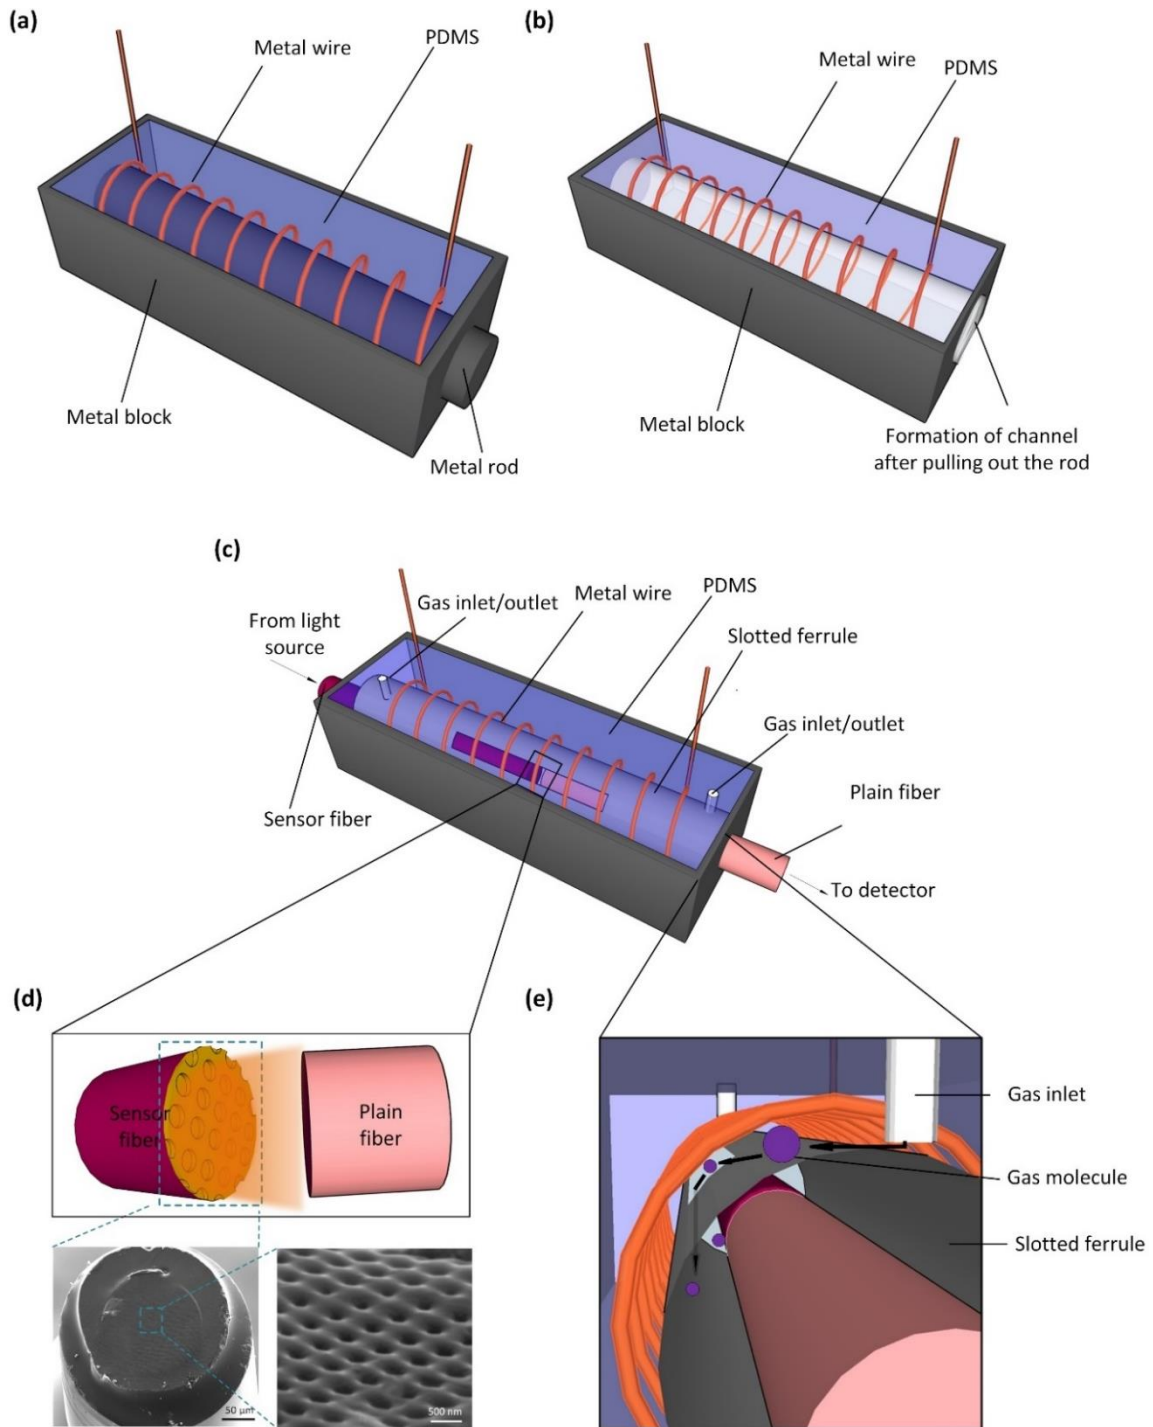 (a)
Metal wire
PDMS
Metal block
Metal rod
(b)
Metal wire
PDMS
Metal block
Formation of channel
after pulling out the rod
(c)
From light
source
Gas inlet/outlet
Metal wire
PDMS
Slotted ferrule
Gas inlet/outlet
Plain fiber
Sensor fiber
To detector
(d)
Sensor
fiber
Plain
fiber
50 µm
500 nm
(e)
Gas inlet
Gas molecule
Slotted ferrule